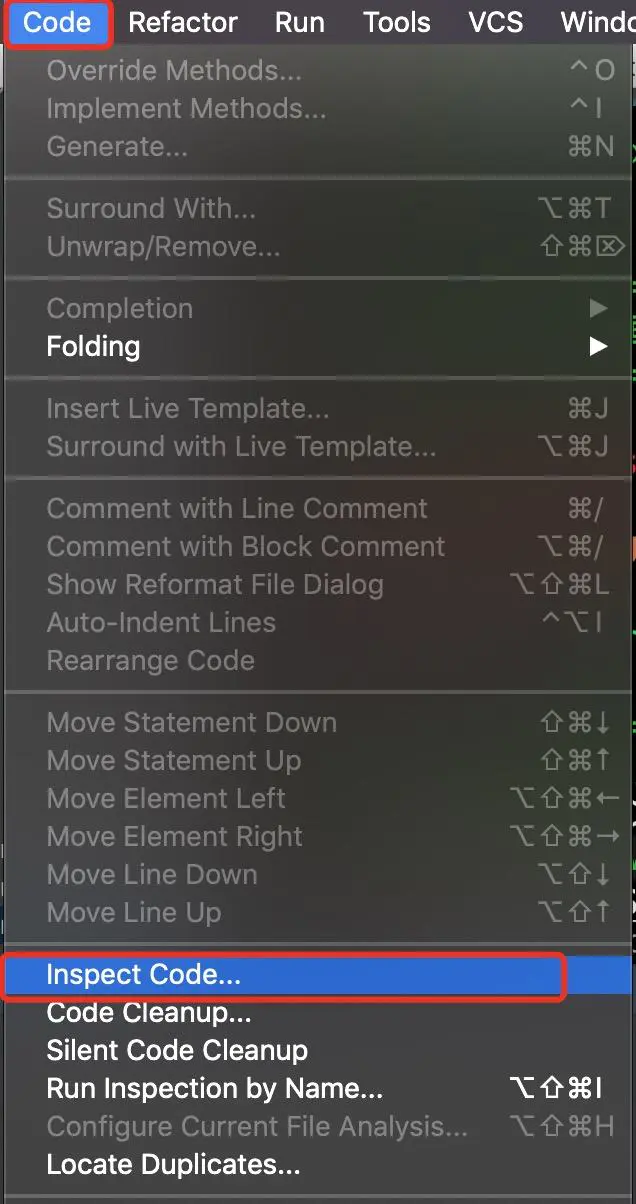 Code Refactor Run Tools VCS
Override Methods... ^O
Implement Methods... ^I
Generate... ⌘N
Surround With... ⌥⌘T
Unwrap/Remove... ⇧⌘⌦
Completion ▶
Folding ▶
Insert Live Template... ⌘J
Surround with Live Template... ⌥⌘J
Comment with Line Comment ⌘/
Comment with Block Comment ⌥⌘/
Show Reformat File Dialog ⌥⇧⌘L
Auto-Indent Lines ^⌥I
Rearrange Code
Move Statement Down ⇧⌘↓
Move Statement Up ⇧⌘↑
Move Element Left ⌥⇧⌘←
Move Element Right ⌥⇧⌘→
Move Line Down ⌥⇧↓
Move Line Up ⌥⇧↑
Inspect Code...
Code Cleanup...
Silent Code Cleanup
Run Inspection by Name... ⌥⇧⌘I
Configure Current File Analysis... ⌥⇧⌘H
Locate Duplicates...